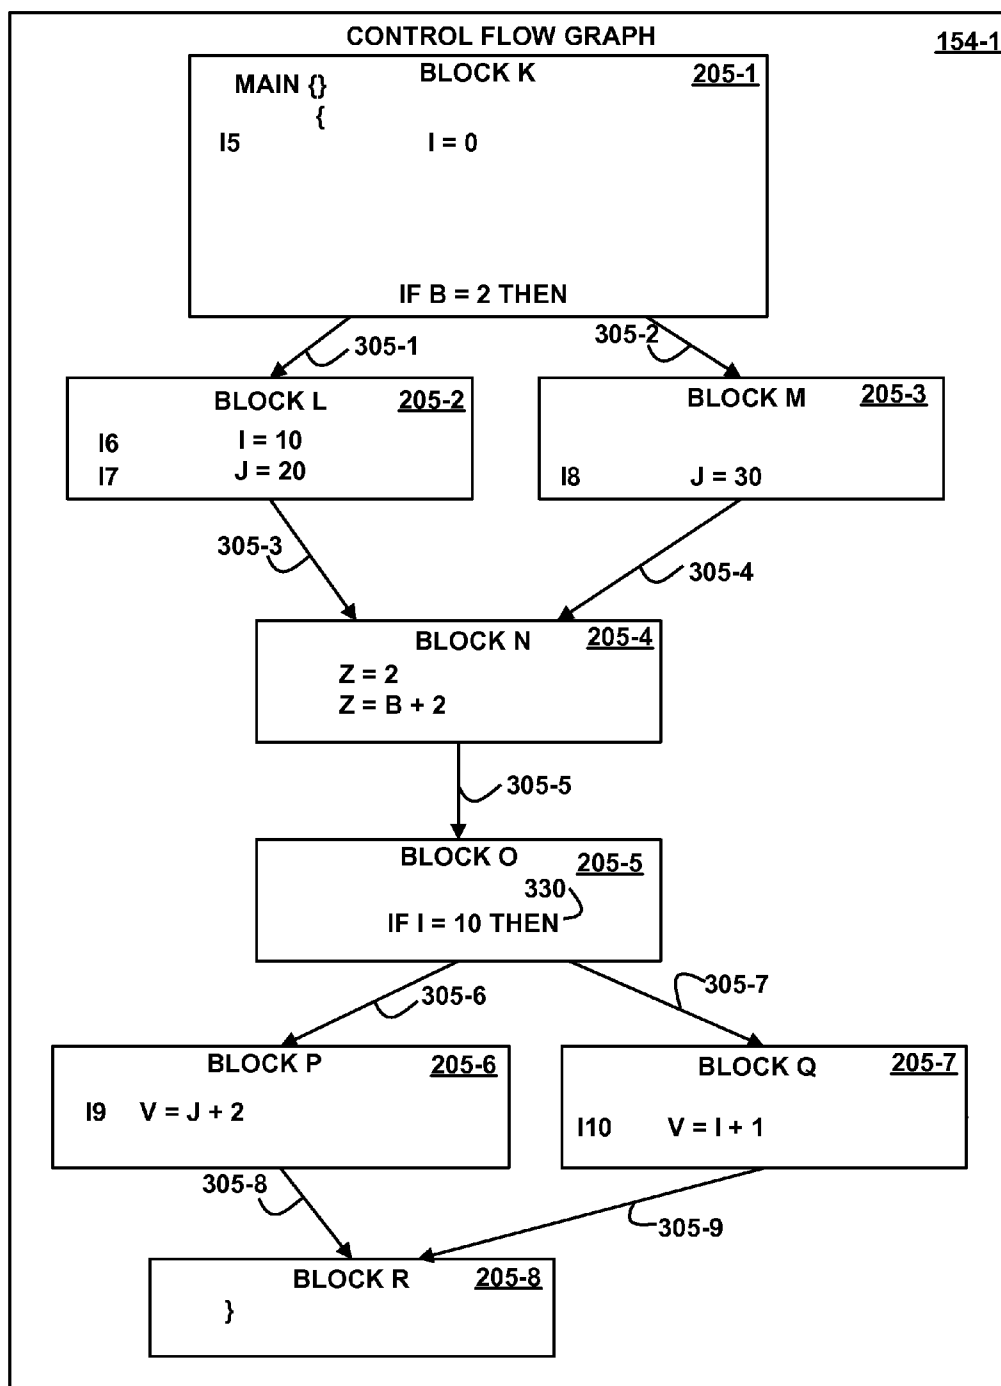 CONTROL FLOW GRAPH
154-1
BLOCK K
205-1
MAIN {}
{
I5 I = 0
IF B = 2 THEN
305-1
305-2
BLOCK L
205-2
I6 I = 10
I7 J = 20
BLOCK M
205-3
I8 J = 30
305-3
305-4
BLOCK N
205-4
Z = 2
Z = B + 2
305-5
BLOCK O
205-5
330
IF I = 10 THEN
305-6
305-7
BLOCK P
205-6
I9 V = J + 2
BLOCK Q
205-7
I10 V = I + 1
305-8
305-9
BLOCK R
205-8
}